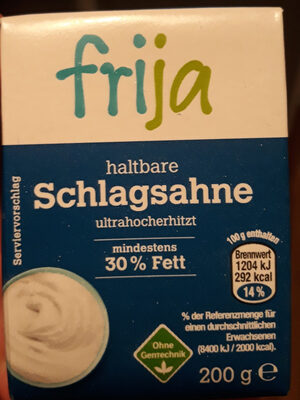 frija
haltbare
Schlagsahne
ultrahocherhitzt
mindestens
30% Fett
Serviervorschlag
100g enthalten
Brennwert
1204 kJ
292 kcal
14%
% der Referenzmenge für
einen durchschnittlichen
Erwachsenen
(8400 kJ / 2000 kcal).
Ohne
Gentechnik
200 g ℮